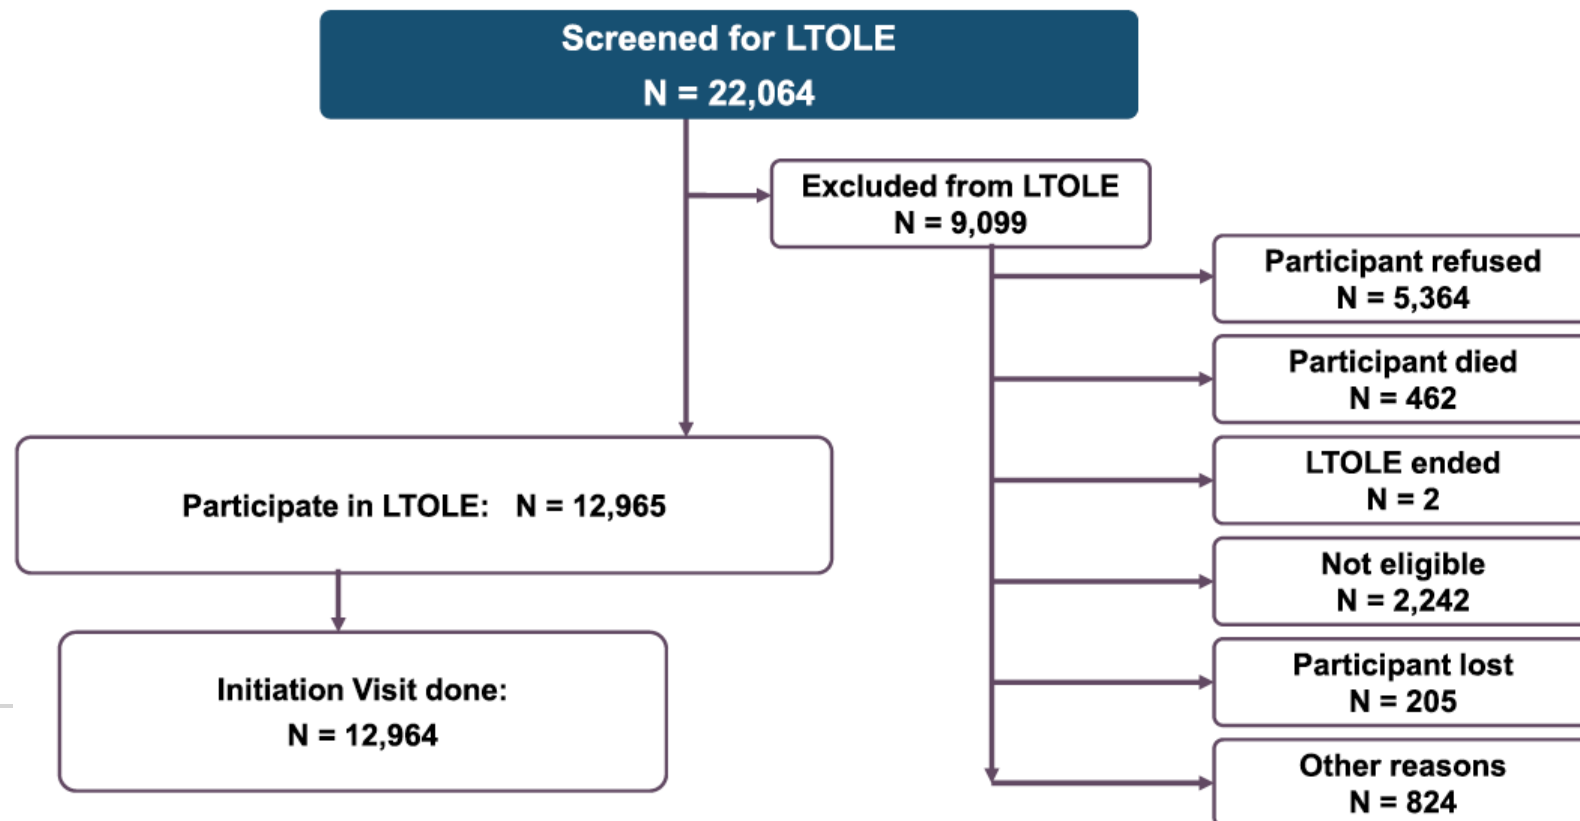 Screened for LTOLE
N = 22,064
Excluded from LTOLE
N = 9,099
Participant refused
N = 5,364
Participant died
N = 462
LTOLE ended
N = 2
Not eligible
N = 2,242
Participant lost
N = 205
Other reasons
N = 824
Participate in LTOLE: N = 12,965
Initiation Visit done:
N = 12,964